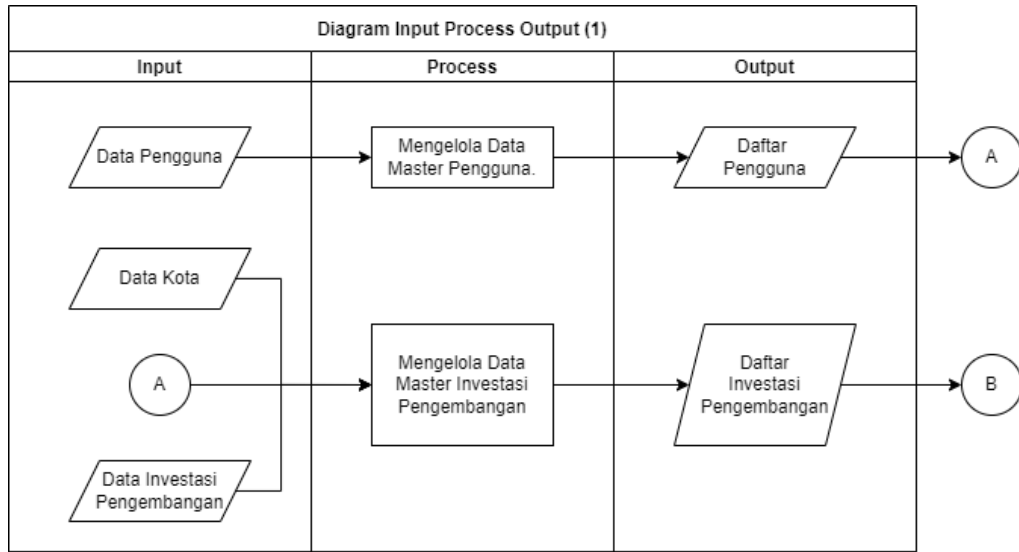 Diagram Input Process Output (1)
Input
Process
Output
Data Pengguna
Mengelola Data
Master Pengguna.
Daftar
Pengguna
A
Data Kota
A
Data Investasi
Pengembangan
Mengelola Data
Master Investasi
Pengembangan
Daftar
Investasi
Pengembangan
B